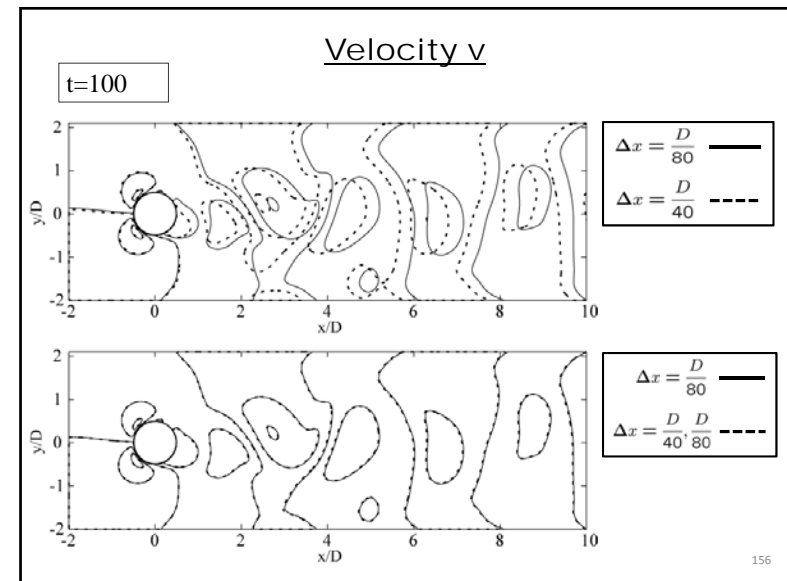 Velocity v
t=100
2
1
0
-1
-2
y/D
-2 0 2 4 6 8 10
x/D
Δx = D/80
Δx = D/40
2
1
0
-1
-2
y/D
-2 0 2 4 6 8 10
x/D
Δx = D/80
Δx = D/40, D/80
156